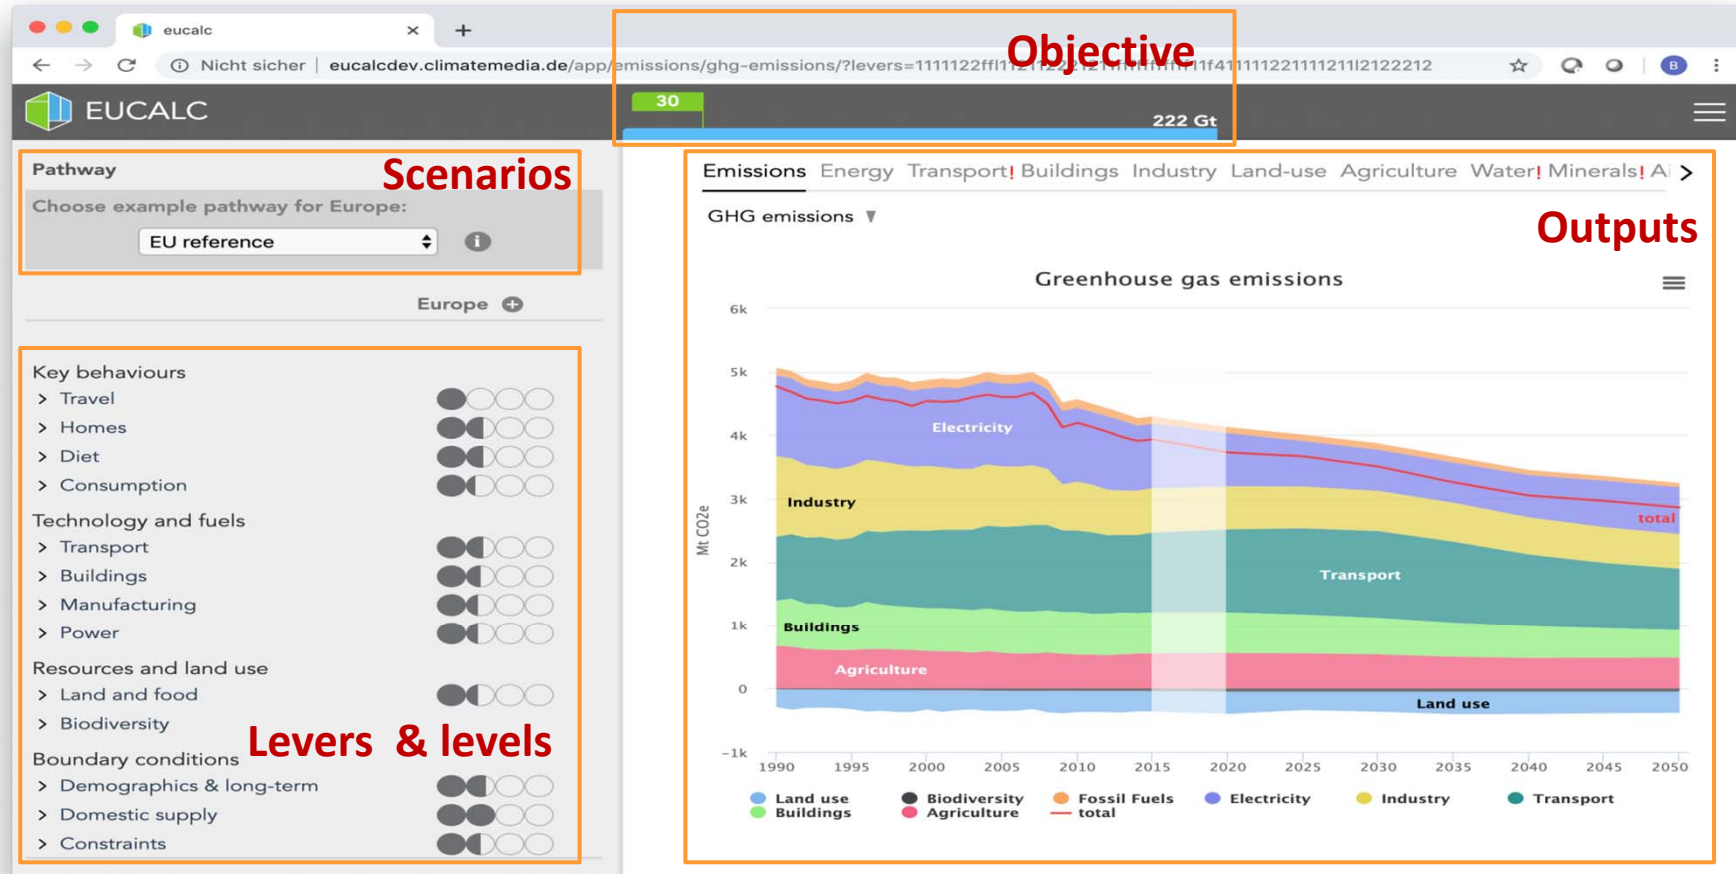 eucalc
Nicht sicher | eucalcdev.climatemedia.de/app/emissions/ghg-emissions/?levers=
Objective
EUCALC
30
222 Gt
Pathway
Scenarios
Choose example pathway for Europe:
EU reference
Europe
Key behaviours
Travel
Homes
Diet
Consumption
Technology and fuels
Transport
Buildings
Manufacturing
Power
Resources and land use
Land and food
Biodiversity
Levers & levels
Boundary conditions
Demographics & long-term
Domestic supply
Constraints
Emissions Energy Transport! Buildings Industry Land-use Agriculture Water! Minerals!
GHG emissions
Outputs
Greenhouse gas emissions
6k
5k
4k
3k
2k
1k
0
-1k
Mt CO2e
Electricity
Industry
total
Transport
Buildings
Agriculture
Land use
1990 1995 2000 2005 2010 2015 2020 2025 2030 2035 2040 2045 2050
Land use Biodiversity Fossil Fuels Electricity Industry Transport
Buildings Agriculture total